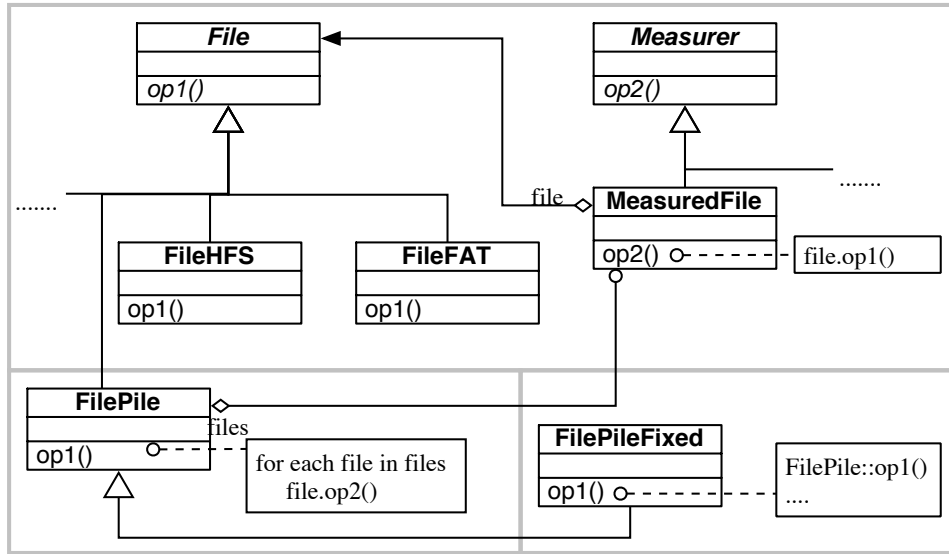 File
op1()
Measurer
op2()
.......
file
.......
MeasuredFile
op2()
file.op1()
FileHFS
op1()
FileFAT
op1()
FilePile
op1()
files
for each file in files
file.op2()
FilePileFixed
op1()
FilePile::op1()
....